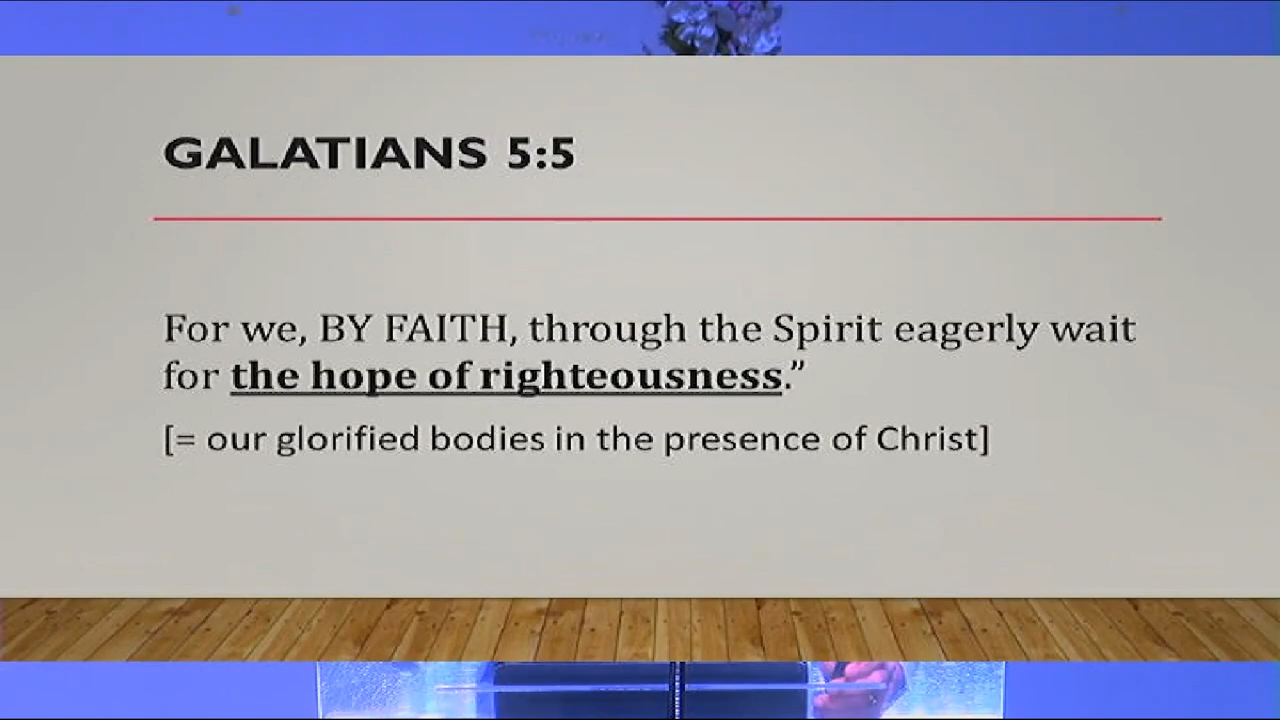 GALATIANS 5:5
For we, BY FAITH, through the Spirit eagerly wait
for the hope of righteousness.”
[= our glorified bodies in the presence of Christ]